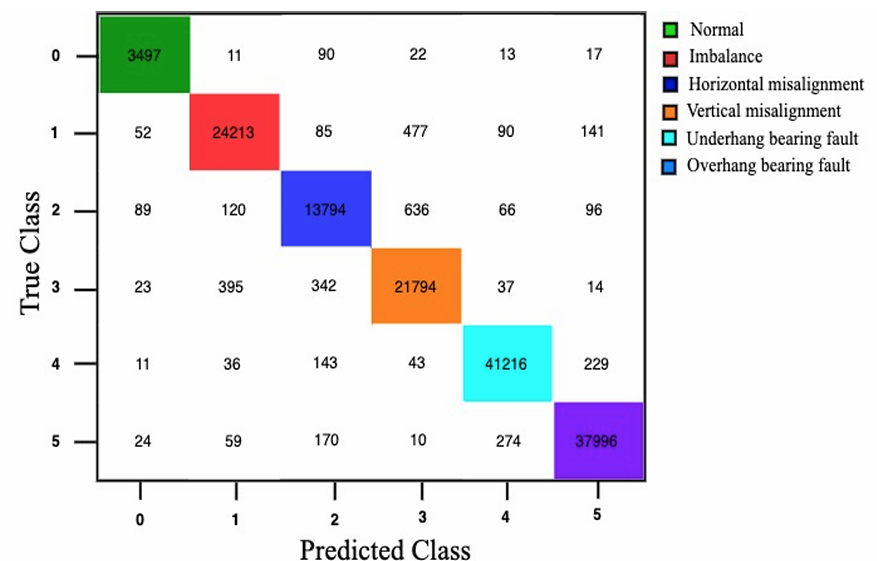 0 3497 11 90 22 13 17
1 52 24213 85 477 90 141
2 89 120 13794 636 66 96
3 23 395 342 21794 37 14
4 11 36 143 43 41216 229
5 24 59 170 10 274 37996
0 1 2 3 4 5
True Class
Predicted Class
Normal
Imbalance
Horizontal misalignment
Vertical misalignment
Underhang bearing fault
Overhang bearing fault